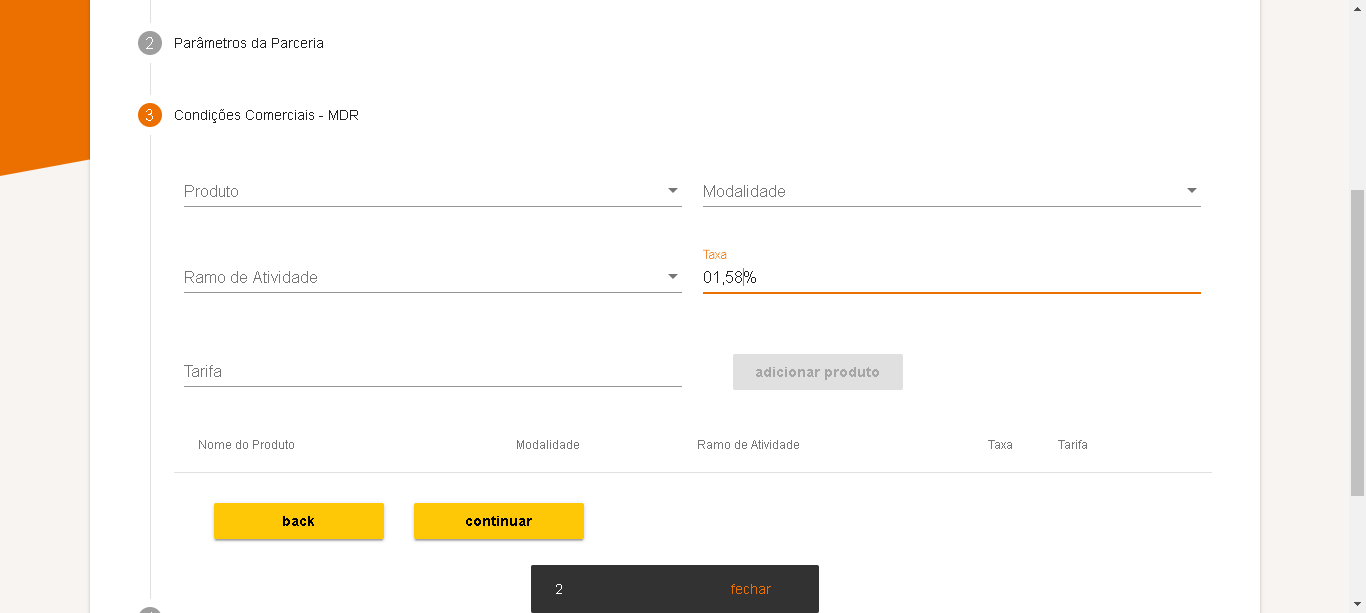 2 Parâmetros da Parceria
3 Condições Comerciais - MDR
Produto Modalidade
Taxa
Ramo de Atividade 01,58%
Tarifa adicionar produto
Nome do Produto Modalidade Ramo de Atividade Taxa Tarifa
back continuar
2 fechar